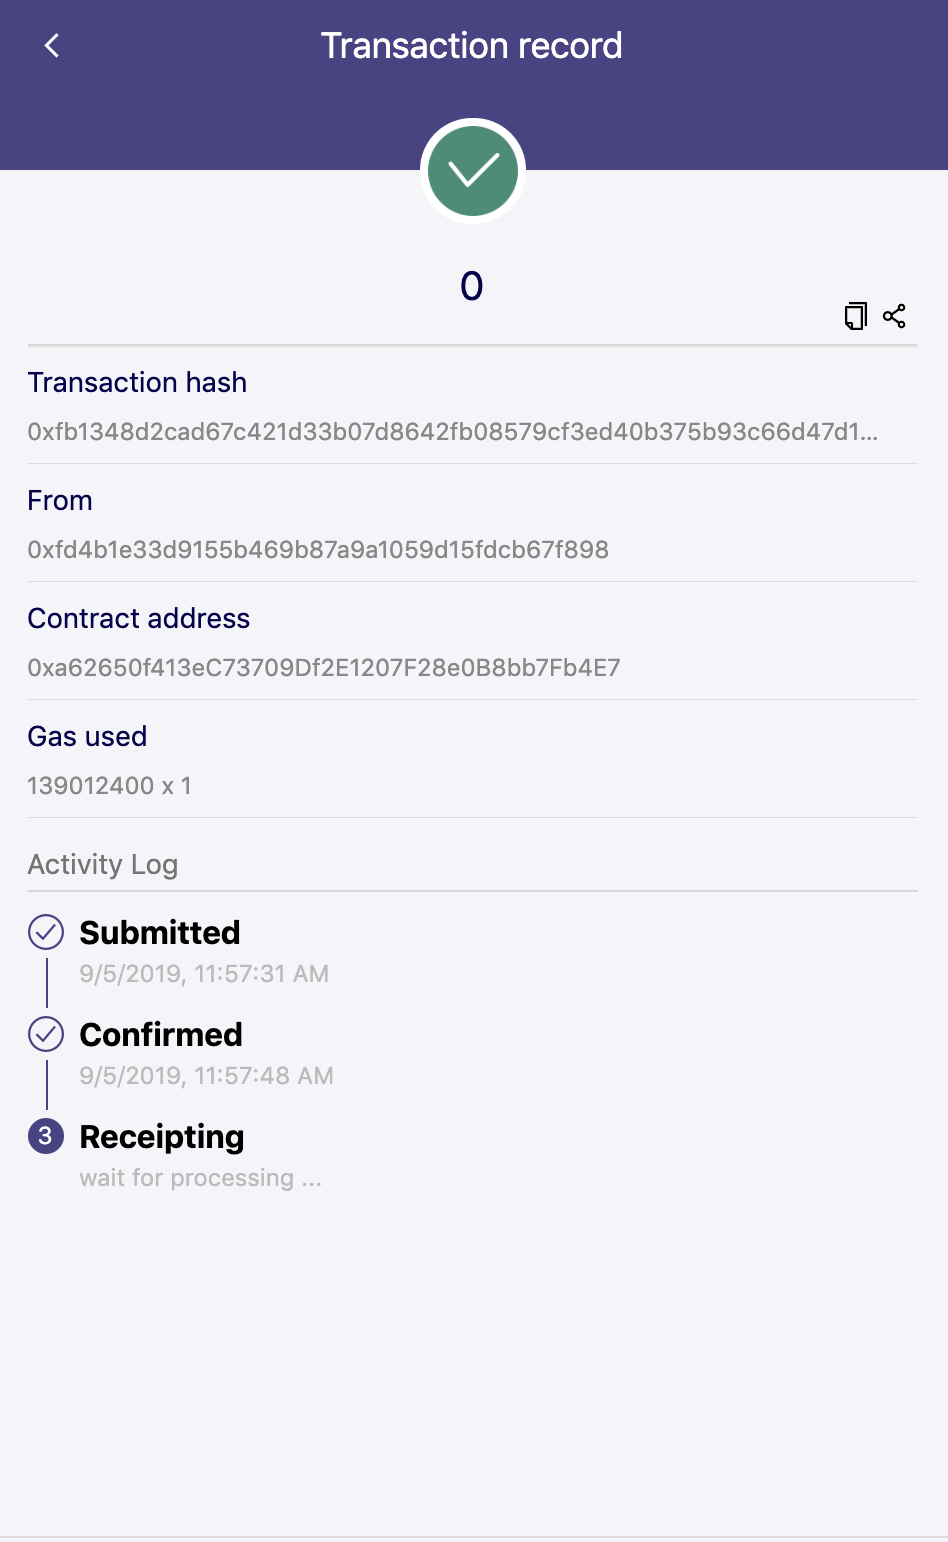 Transaction record
0
Transaction hash
0xfb1348d2cad67c421d33b07d8642fb08579cf3ed40b375b93c66d47d1...
From
0xfd4b1e33d9155b469b87a9a1059d15fdcb67f898
Contract address
0xa62650f413eC73709Df2E1207F28e0B8bb7Fb4E7
Gas used
139012400 x 1
Activity Log
Submitted
9/5/2019, 11:57:31 AM
Confirmed
9/5/2019, 11:57:48 AM
3 Receipting
wait for processing ...